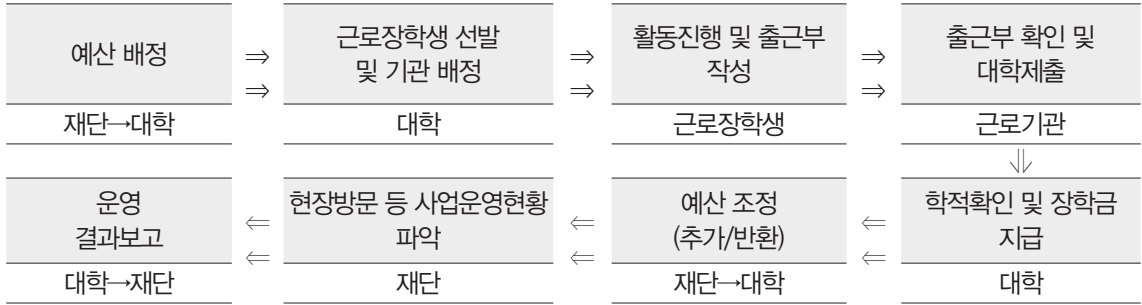 예산 배정
⇒
⇒
근로장학생 선발
및 기관 배정
⇒
⇒
활동진행 및 출근부
작성
⇒
⇒
출근부 확인 및
대학제출
재단→대학
대학
근로장학생
근로기관
⇓
운영
결과보고
⇐
⇐
현장방문 등 사업운영현황
파악
⇐
⇐
예산 조정
(추가/반환)
⇐
⇐
학적확인 및 장학금
지급
대학→재단
재단
재단→대학
대학